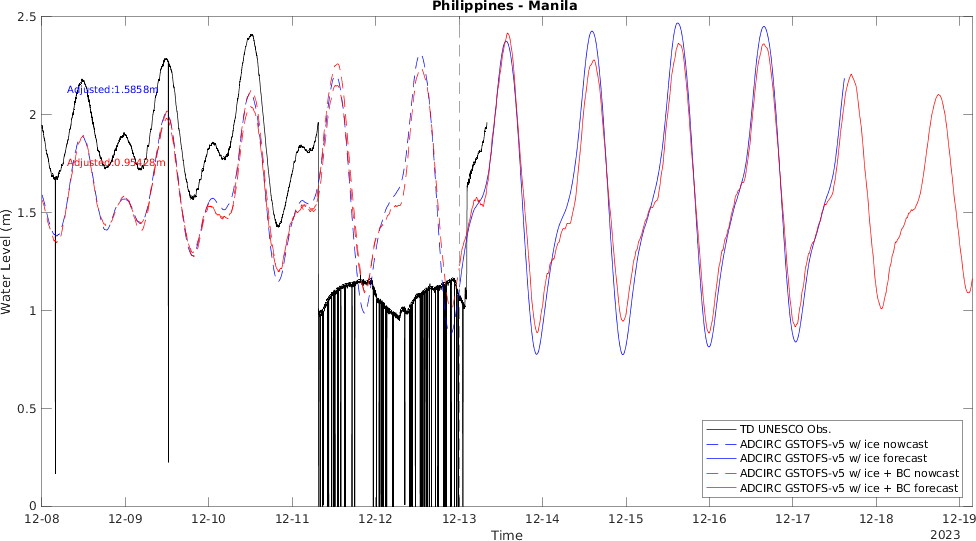 Philippines - Manila
2.5
2
1.5
1
0.5
0
Water Level (m)
Adjusted:1.5858m
Adjusted:0.95428m
TD UNESCO Obs.
ADCIRC GSTOFS-v5 w/ ice nowcast
ADCIRC GSTOFS-v5 w/ ice forecast
ADCIRC GSTOFS-v5 w/ ice + BC nowcast
ADCIRC GSTOFS-v5 w/ ice + BC forecast
12-08 12-09 12-10 12-11 12-12 12-13 12-14 12-15 12-16 12-17 12-18 12-19
Time
2023